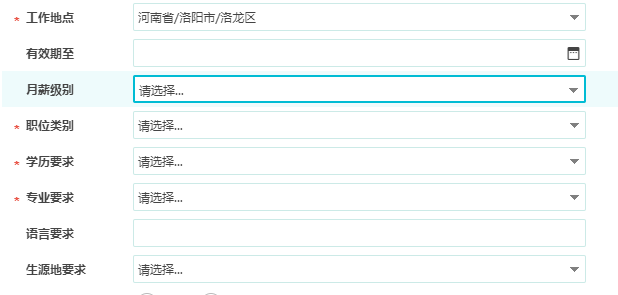 * 工作地点 河南省/洛阳市/洛龙区
有效期至
月薪级别 请选择...
* 职位类别 请选择...
* 学历要求 请选择...
* 专业要求 请选择...
语言要求
生源地要求 请选择...